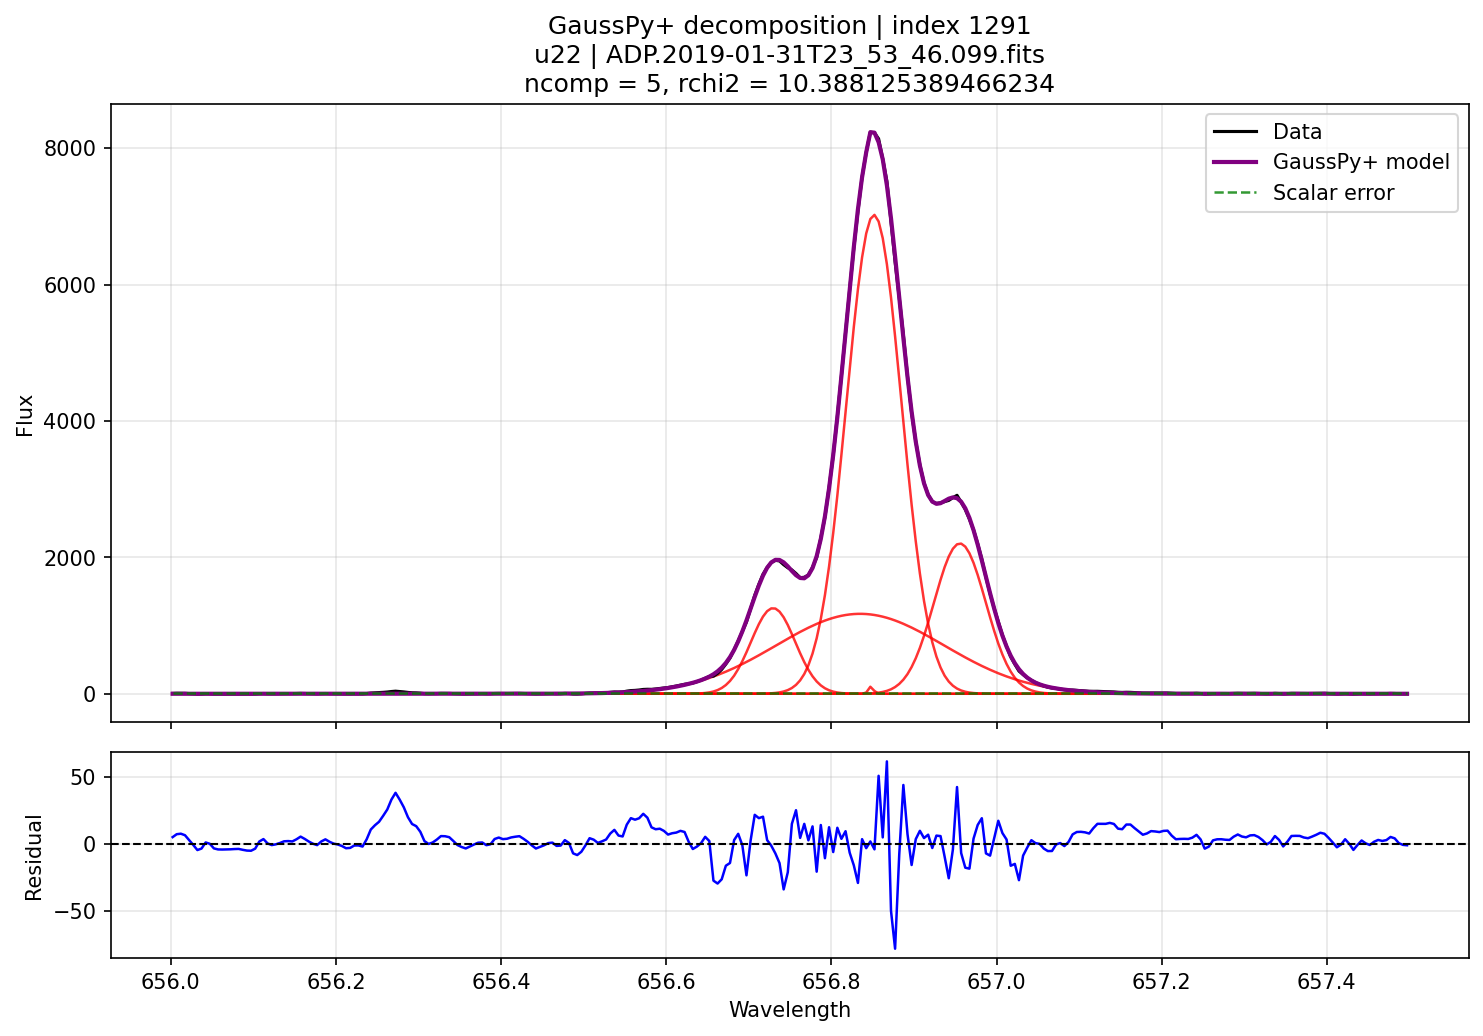 GaussPy+ decomposition | index 1291
u22 | ADP.2019-01-31T23_53_46.099.fits
ncomp = 5, rchi2 = 10.388125389466234
Data
GaussPy+ model
Scalar error
8000
6000
4000
2000
0
Flux
50
0
−50
Residual
656.0
656.2
656.4
656.6
656.8
657.0
657.2
657.4
Wavelength